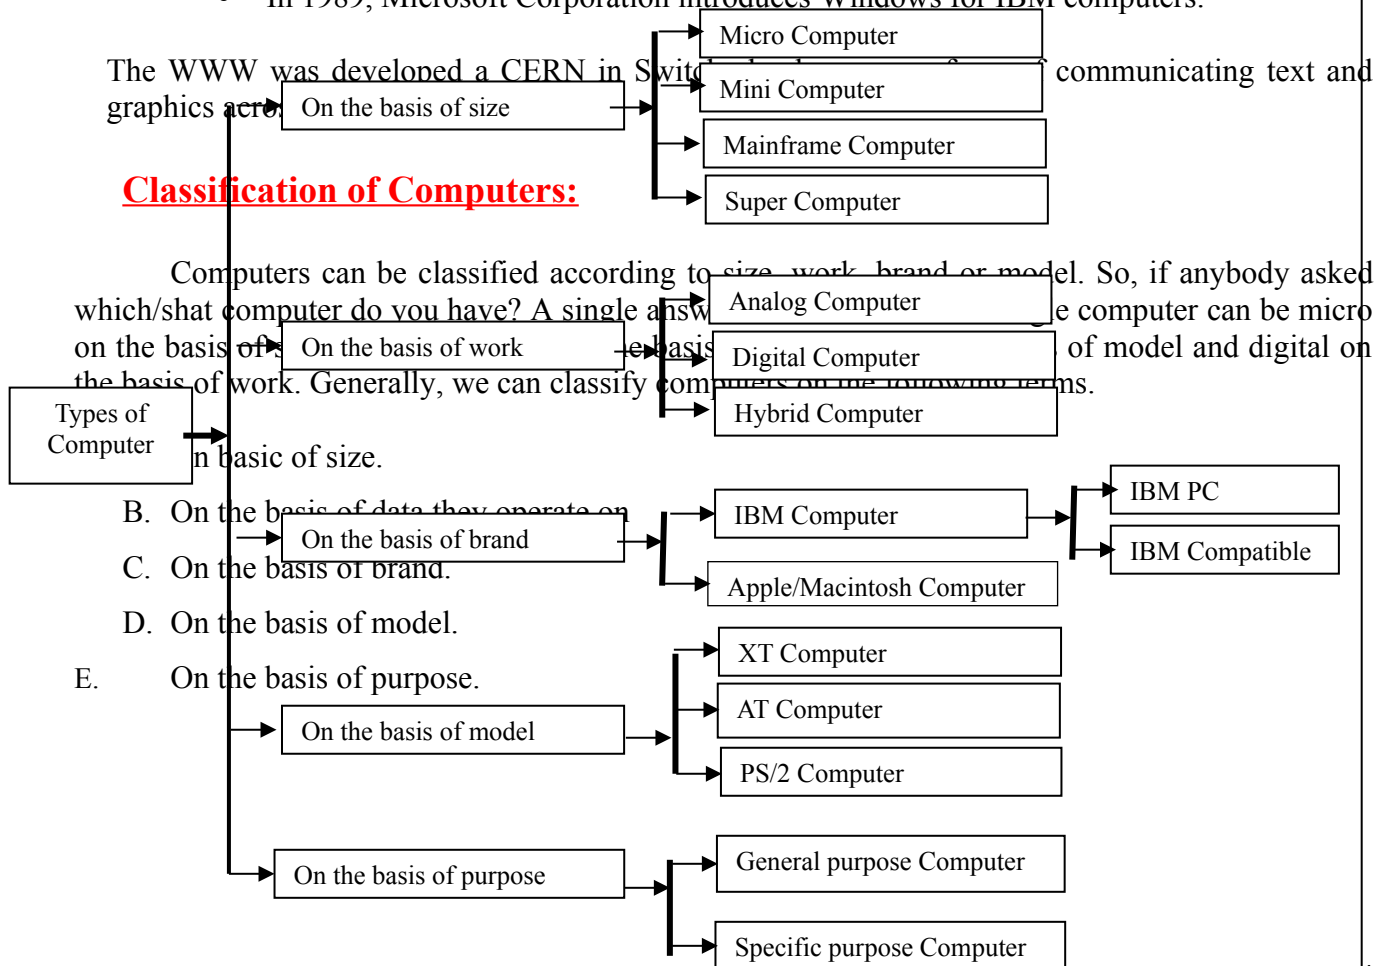 In 1989, Microsoft Corporation introduces Windows for IBM computers.
The WWW was developed a CERN in communicating text and
graphics
Classification of Computers:
Computers can be classified according to size, work, brand or model. So, if anybody asked
which/shat computer do you have? A single computer can be micro
on the basis of of model and digital on
the basis of work. Generally, we can classify computers on the following terms.
basic of size.
B. On the basis of data they operate on
C. On the basis of brand.
D. On the basis of model.
E. On the basis of purpose.
Types of
Computer
On the basis of size
Micro Computer
Mini Computer
Mainframe Computer
Super Computer
On the basis of work
Analog Computer
Digital Computer
Hybrid Computer
On the basis of brand
IBM Computer
IBM PC
IBM Compatible
Apple/Macintosh Computer
On the basis of model
XT Computer
AT Computer
PS/2 Computer
On the basis of purpose
General purpose Computer
Specific purpose Computer